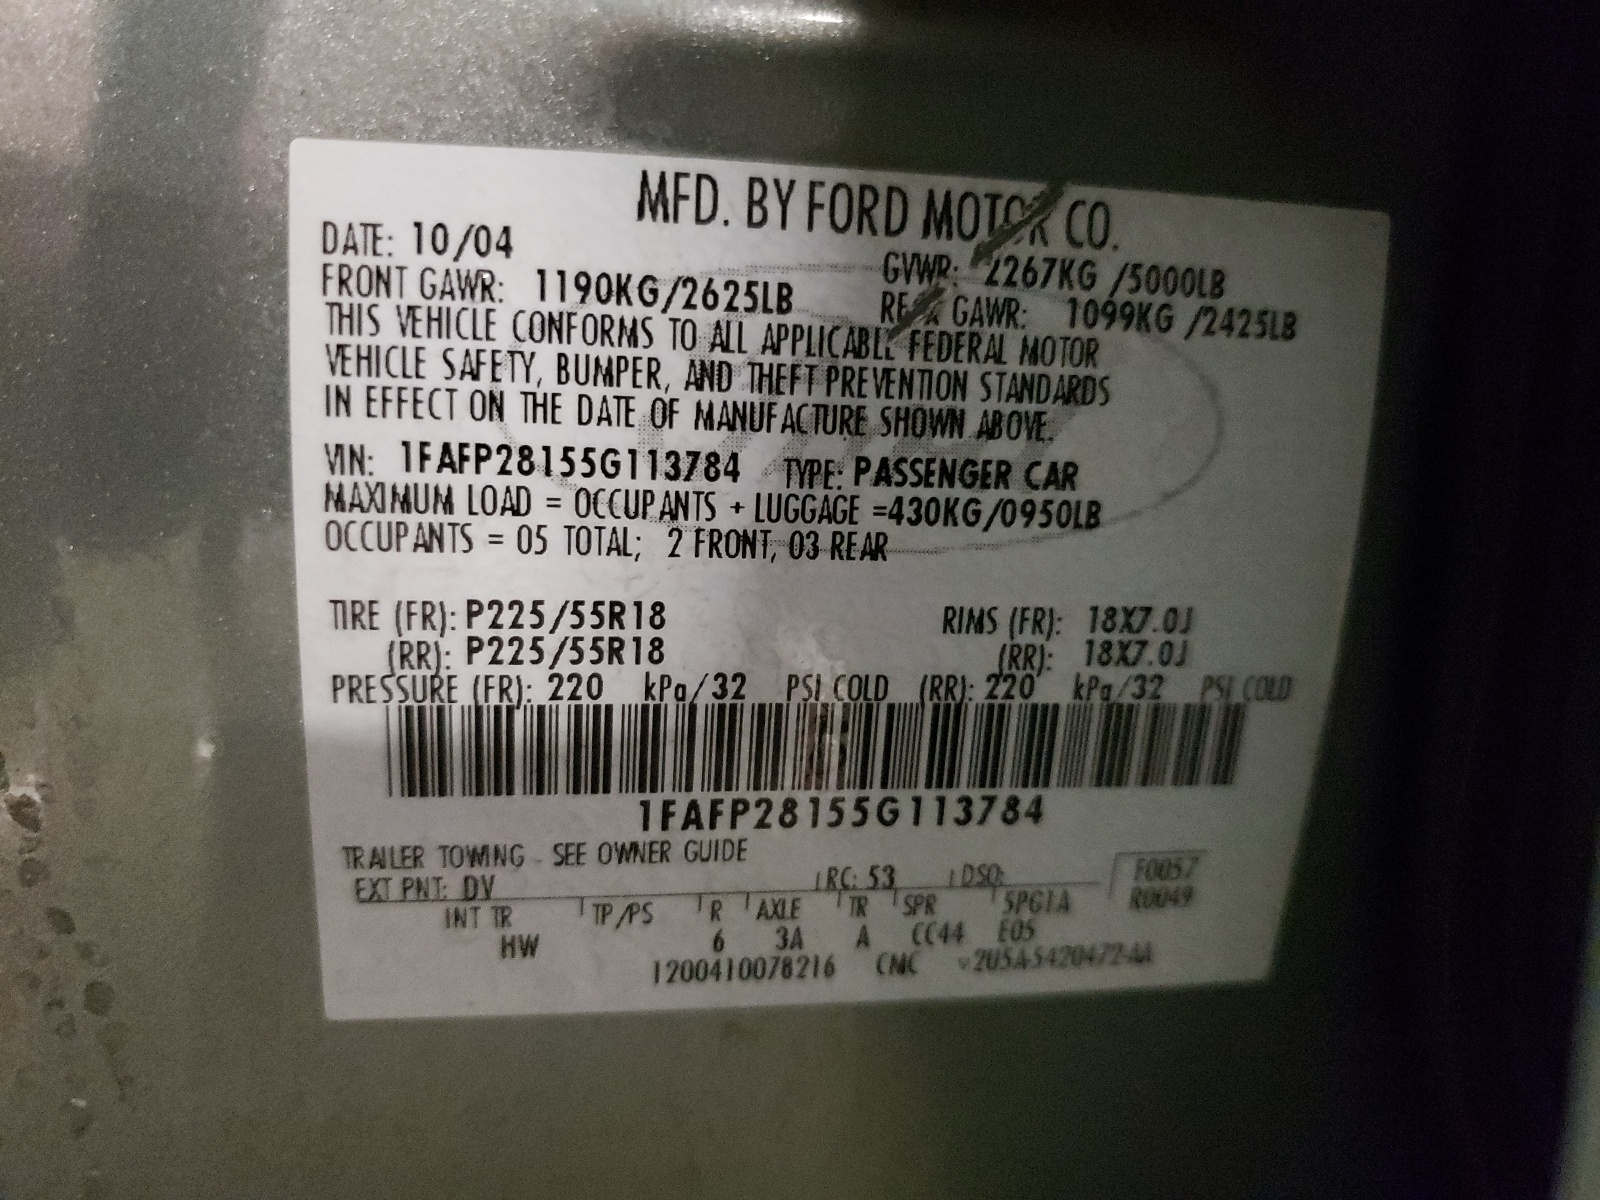 MFD. BY FORD MOTOR CO.
DATE: 10/04 GVWR: 2267KG /5000LB
FRONT GAWR: 1190KG/2625LB REAR GAWR: 1099KG /2425LB
THIS VEHICLE CONFORMS TO ALL APPLICABLE FEDERAL MOTOR
VEHICLE SAFETY, BUMPER, AND THEFT PREVENTION STANDARDS
IN EFFECT ON THE DATE OF MANUFACTURE SHOWN ABOVE.
VIN: 1FAFP28155G113784 TYPE: PASSENGER CAR
MAXIMUM LOAD = OCCUPANTS + LUGGAGE =430KG/0950LB
OCCUPANTS = 05 TOTAL; 2 FRONT, 03 REAR
TIRE (FR): P225/55R18 RIMS (FR): 18X7.0J
(RR): P225/55R18 (RR): 18X7.0J
PRESSURE (FR): 220 kPa/32 PSI COLD (RR): 220 kPa/32 PSI COLD
1FAFP28155G113784
TRAILER TOWING - SEE OWNER GUIDE
EXT PNT: DV RC: 53 DSO: F0057
R0049
INT TR TP/PS R AXLE TR SPR SPG1A
HW 6 3A A CC44 E05
1200410078216 CMC v2U5A-5420472-AA